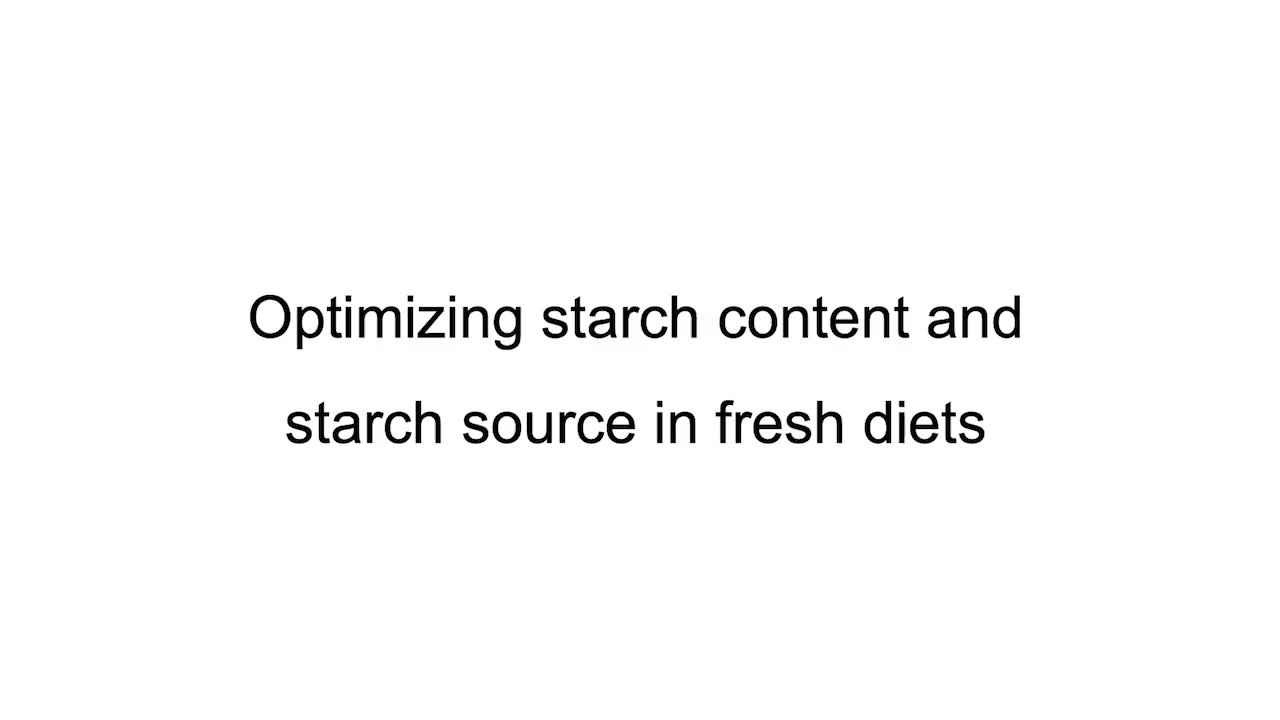 Optimizing starch content and
starch source in fresh diets